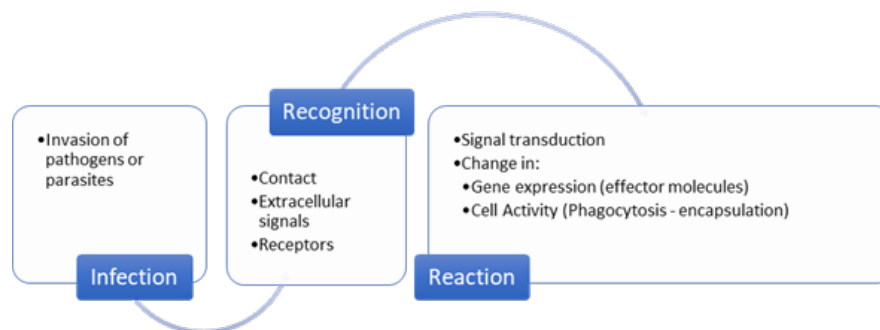 •Invasion of
pathogens or
parasites
Infection
Recognition
•Contact
•Extracellular
signals
•Receptors
•Signal transduction
•Change in:
•Gene expression (effector molecules)
•Cell Activity (Phagocytosis - encapsulation)
Reaction